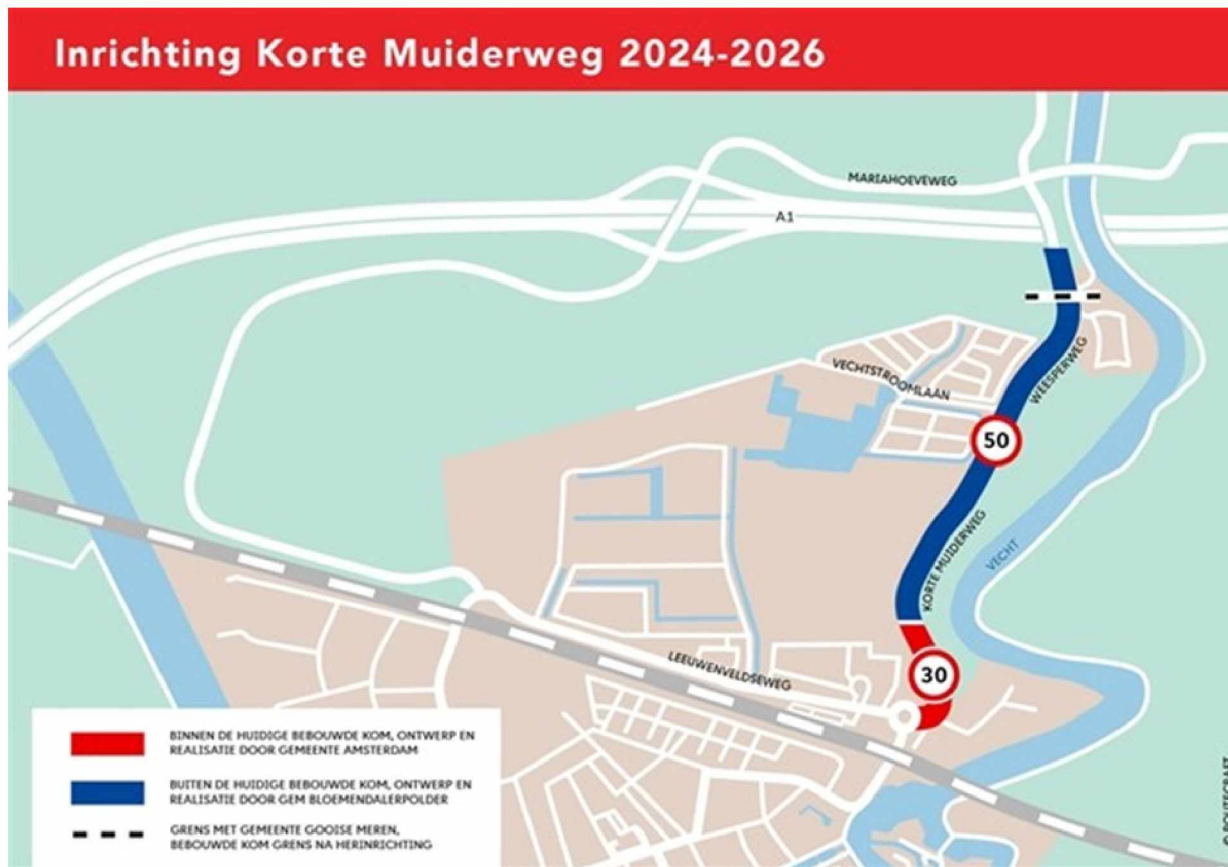 Inrichting Korte Muiderweg 2024-2026
MARIAHOEVEWEG
A1
WEESPERWEG
VECHTSTROOMLAAN
50
KORTE MUIDERWEG
VECHT
LEEUWENVELDSEWEG
30
BINNEN DE HUIDIGE BEBOUWDE KOM, ONTWERP EN
REALISATIE DOOR GEMEENTE AMSTERDAM
BUITEN DE HUIDIGE BEBOUWDE KOM, ONTWERP EN
REALISATIE DOOR GEM BLOEMENDALERPOLDER
GRENS MET GEMEENTE GOOISE MEREN,
BEBOUWDE KOM GRENS NA HERINRICHTING
© ROUTECRAFT